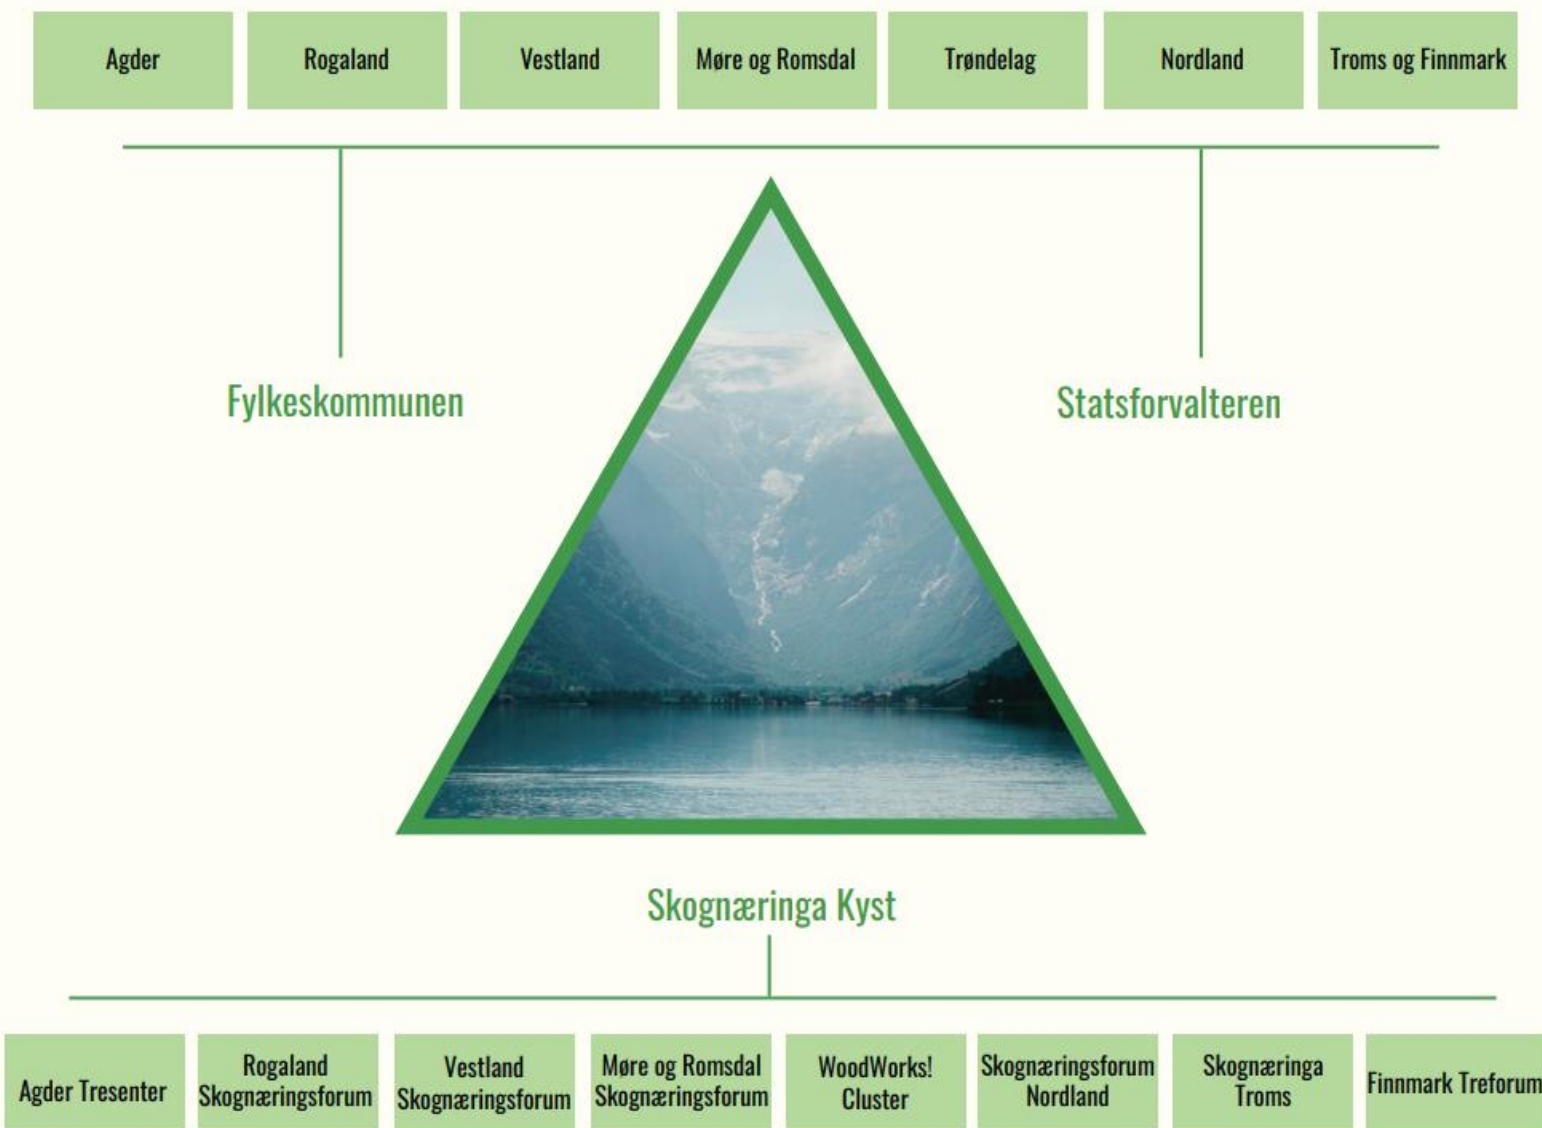 Agder
Rogaland
Vestland
Møre og Romsdal
Trøndelag
Nordland
Troms og Finnmark
Fylkeskommunen
Statsforvalteren
Skognæringa Kyst
Agder Tresenter
Rogaland
Skognæringsforum
Vestland
Skognæringsforum
Møre og Romsdal
Skognæringsforum
WoodWorks!
Cluster
Skognæringsforum
Nordland
Skognæringa
Troms
Finnmark Treforum